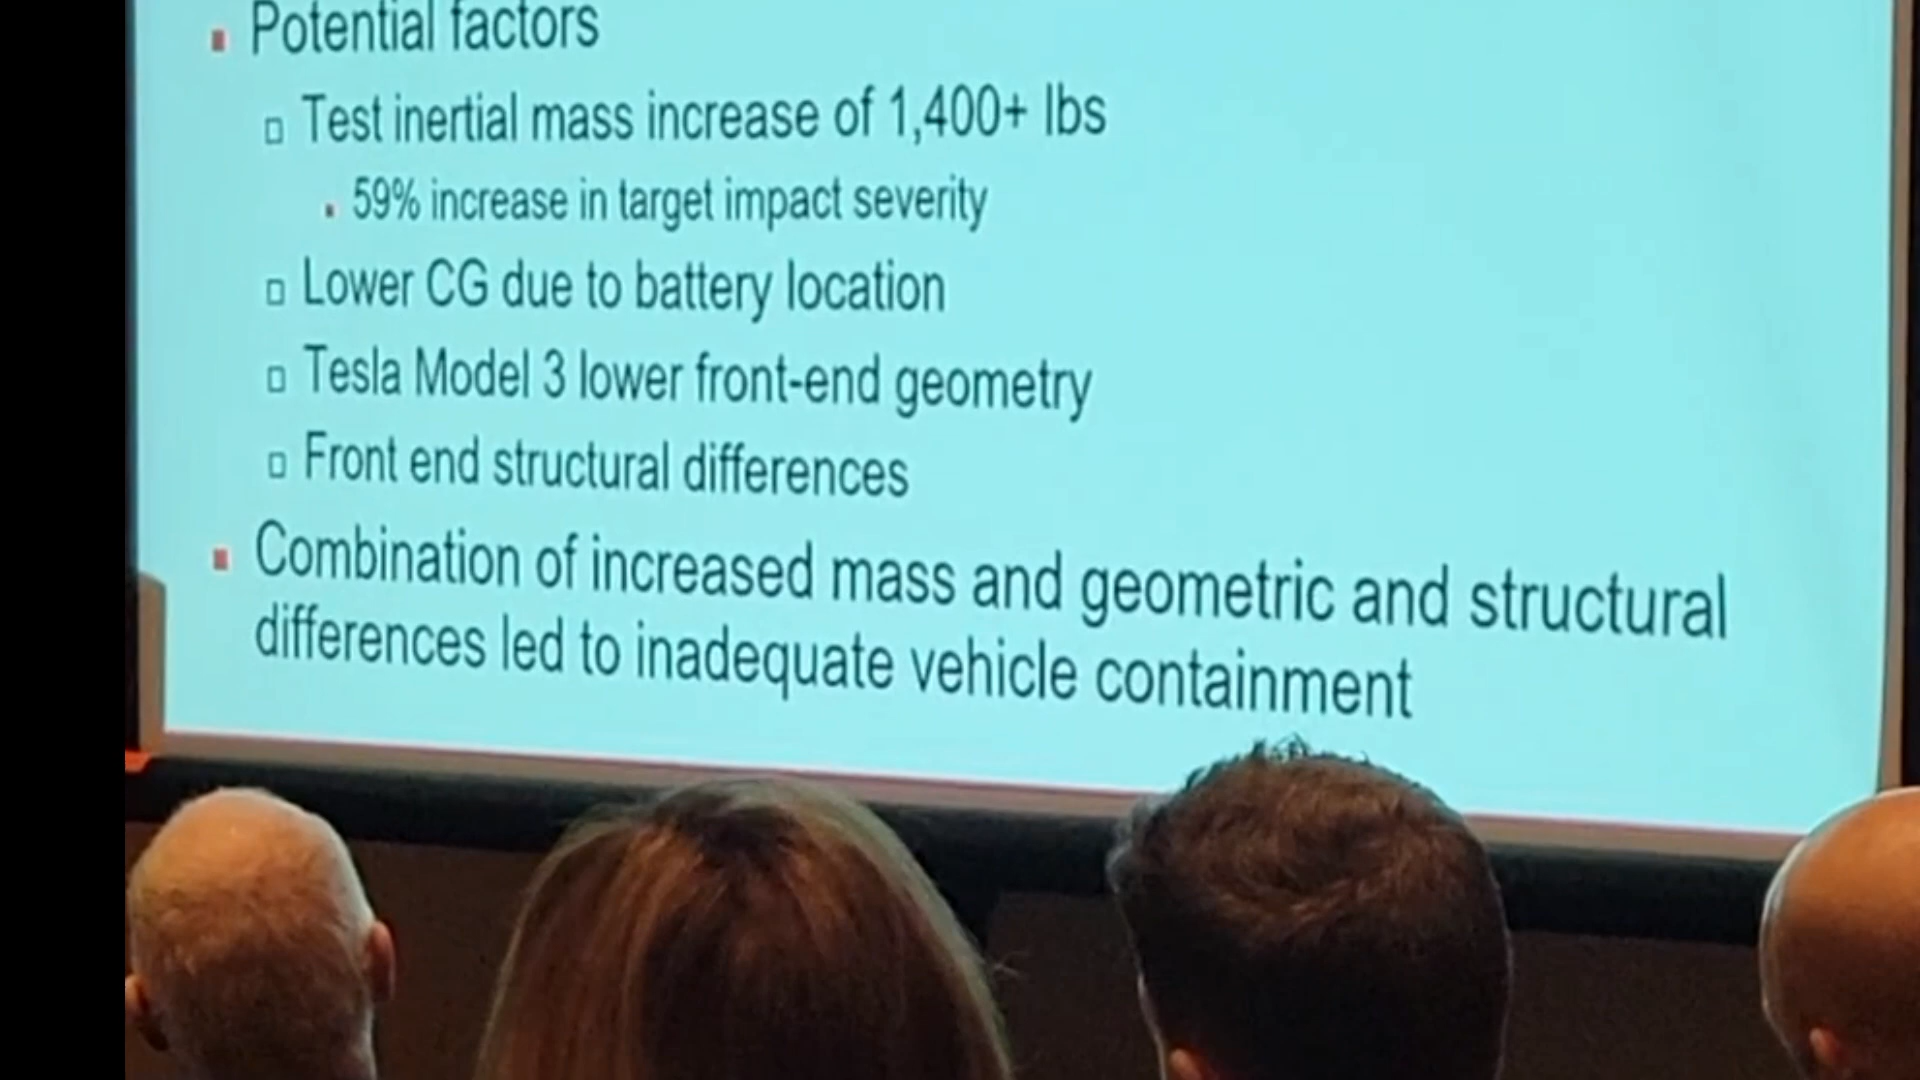 Potential factors
Test inertial mass increase of 1,400+ lbs
59% increase in target impact severity
Lower CG due to battery location
Tesla Model 3 lower front-end geometry
Front end structural differences
Combination of increased mass and geometric and structural
differences led to inadequate vehicle containment